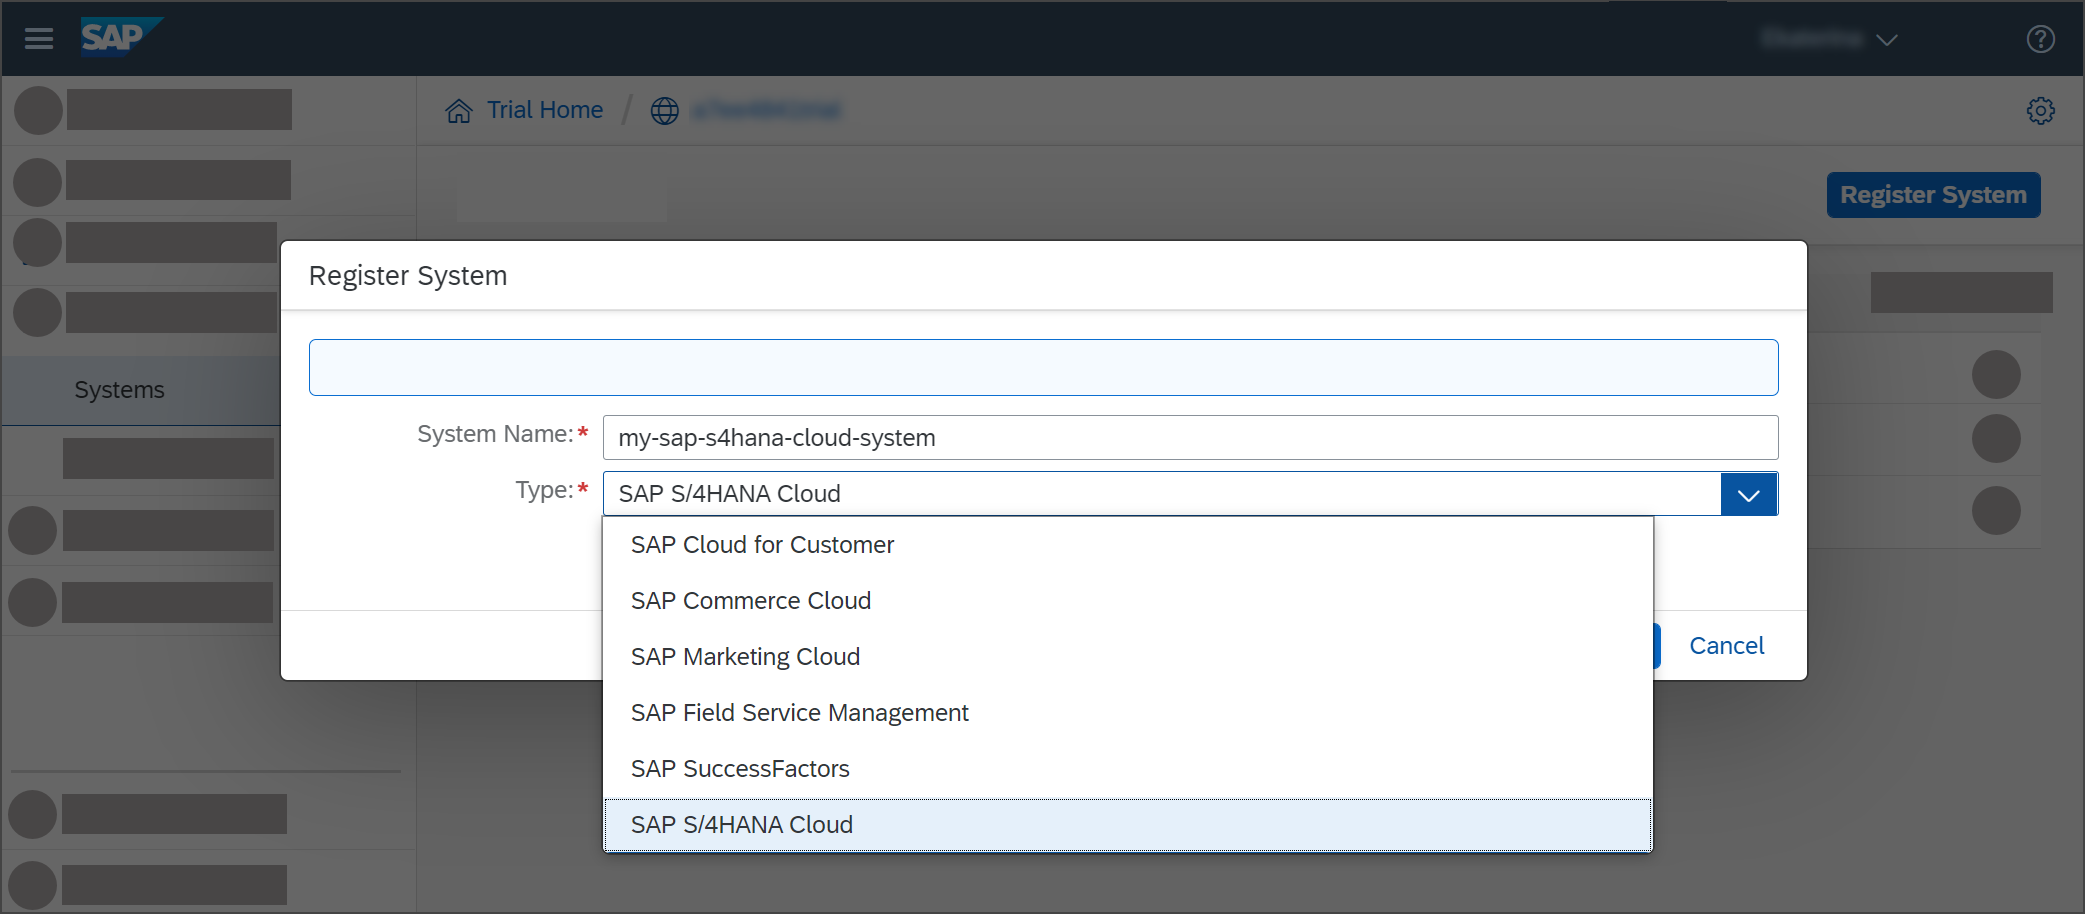 SAP
Trial Home /
Register System
Register System
Systems
System Name:*
my-sap-s4hana-cloud-system
Type:*
SAP S/4HANA Cloud
SAP Cloud for Customer
SAP Commerce Cloud
SAP Marketing Cloud
SAP Field Service Management
SAP SuccessFactors
SAP S/4HANA Cloud
Cancel